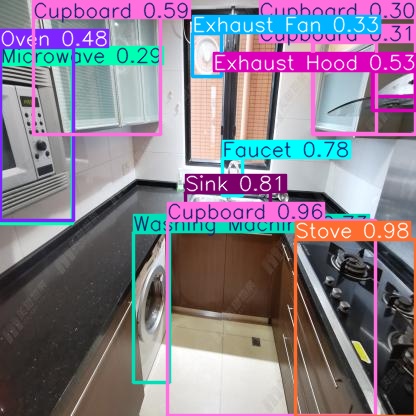 Cupboard 0.59
Cupboard 0.30
Exhaust Fan 0.33
Cupboard 0.31
Oven 0.48
Microwave 0.29
Exhaust Hood 0.53
Faucet 0.78
Sink 0.81
Cupboard 0.96
Washing Machin
Stove 0.98